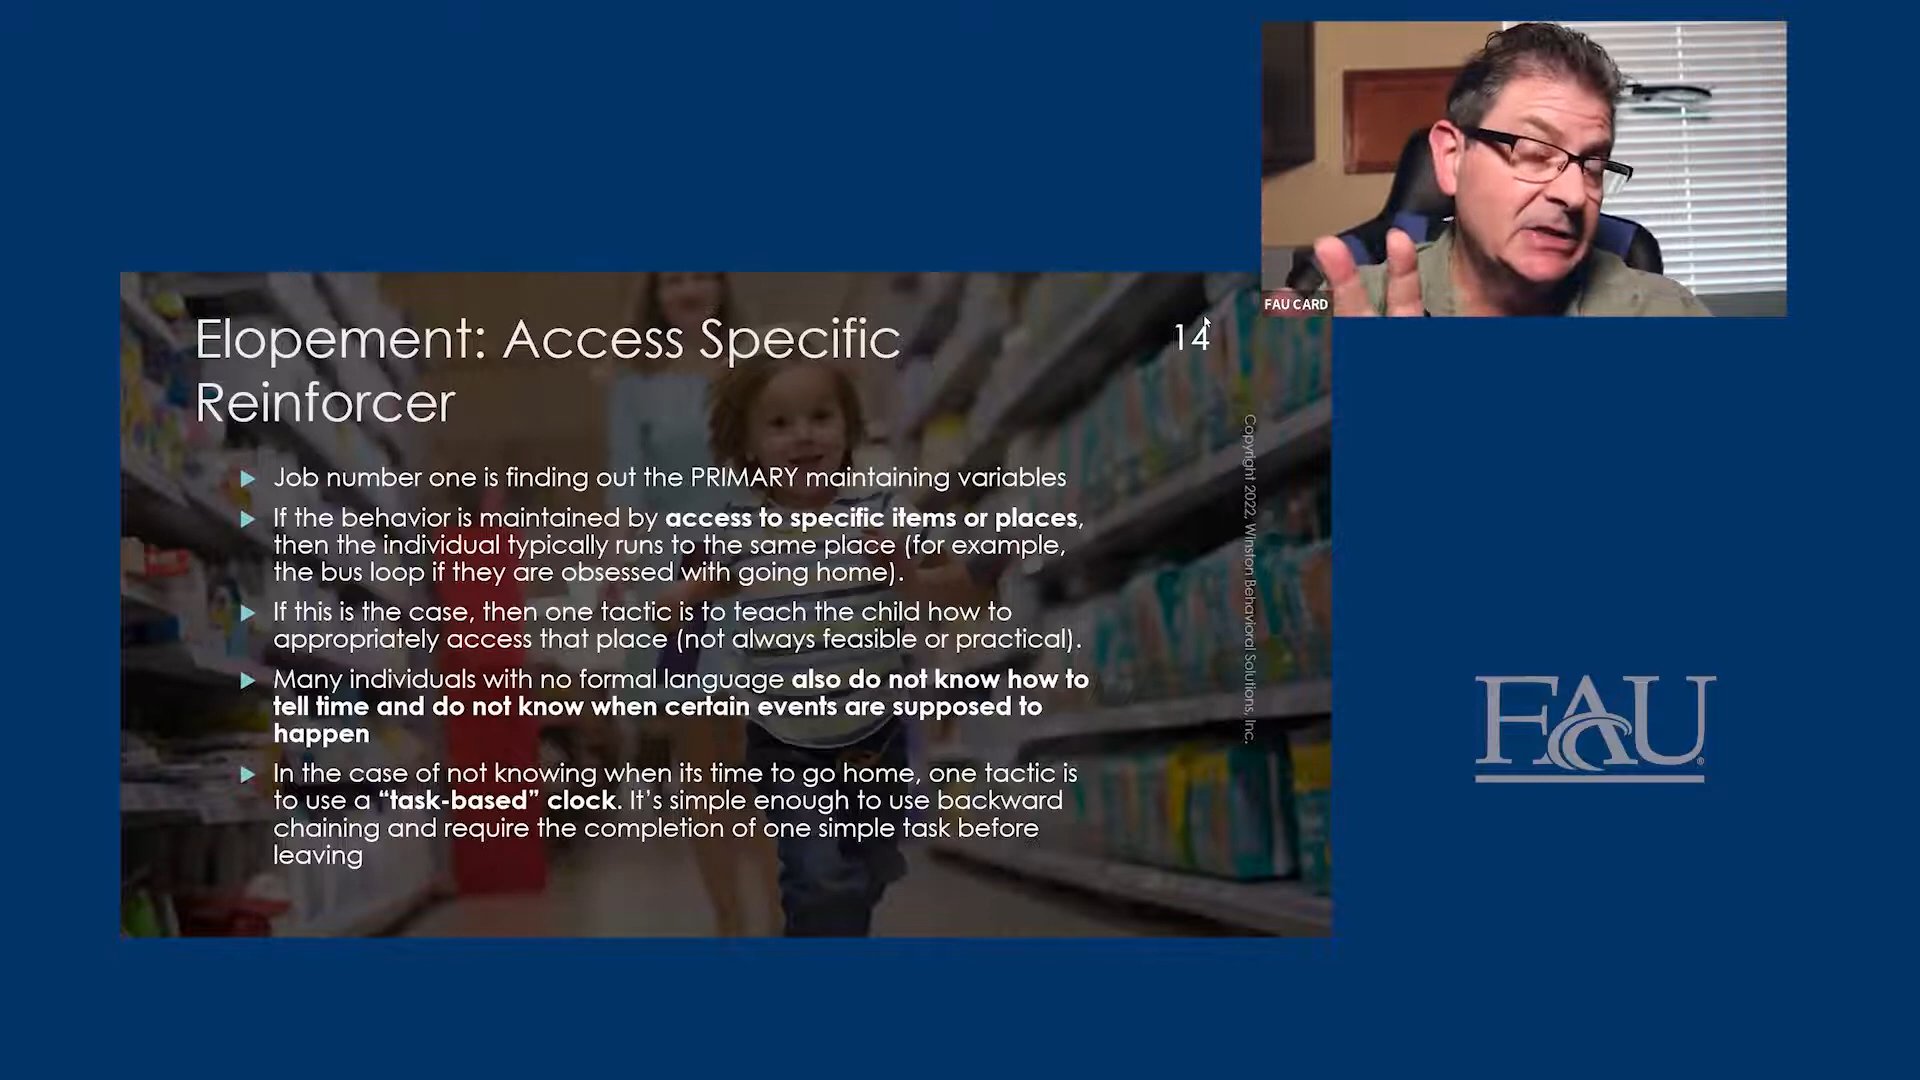 FAU CARD
Elopement: Access Specific
Reinforcer
14
Job number one is finding out the PRIMARY maintaining variables
If the behavior is maintained by access to specific items or places,
then the individual typically runs to the same place (for example,
the bus loop if they are obsessed with going home).
If this is the case, then one tactic is to teach the child how to
appropriately access that place (not always feasible or practical).
Many individuals with no formal language also do not know how to
tell time and do not know when certain events are supposed to
happen
In the case of not knowing when its time to go home, one tactic is
to use a “task-based” clock. It’s simple enough to use backward
chaining and require the completion of one simple task before
leaving
Copyright 2022, Winston Behavioral Solutions, Inc.
FAU®